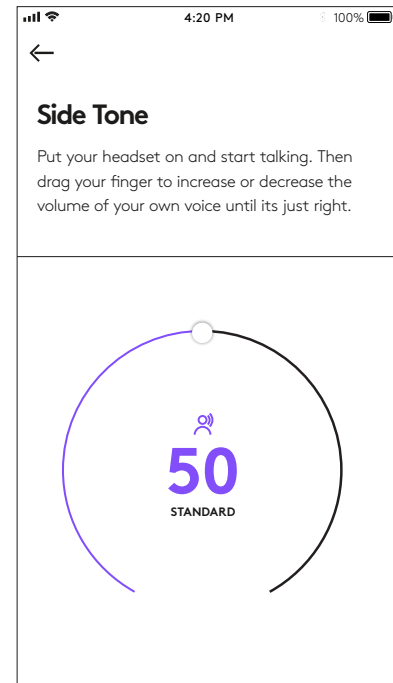 4:20 PM
100%
Side Tone
Put your headset on and start talking. Then
drag your finger to increase or decrease the
volume of your own voice until its just right.
50
STANDARD